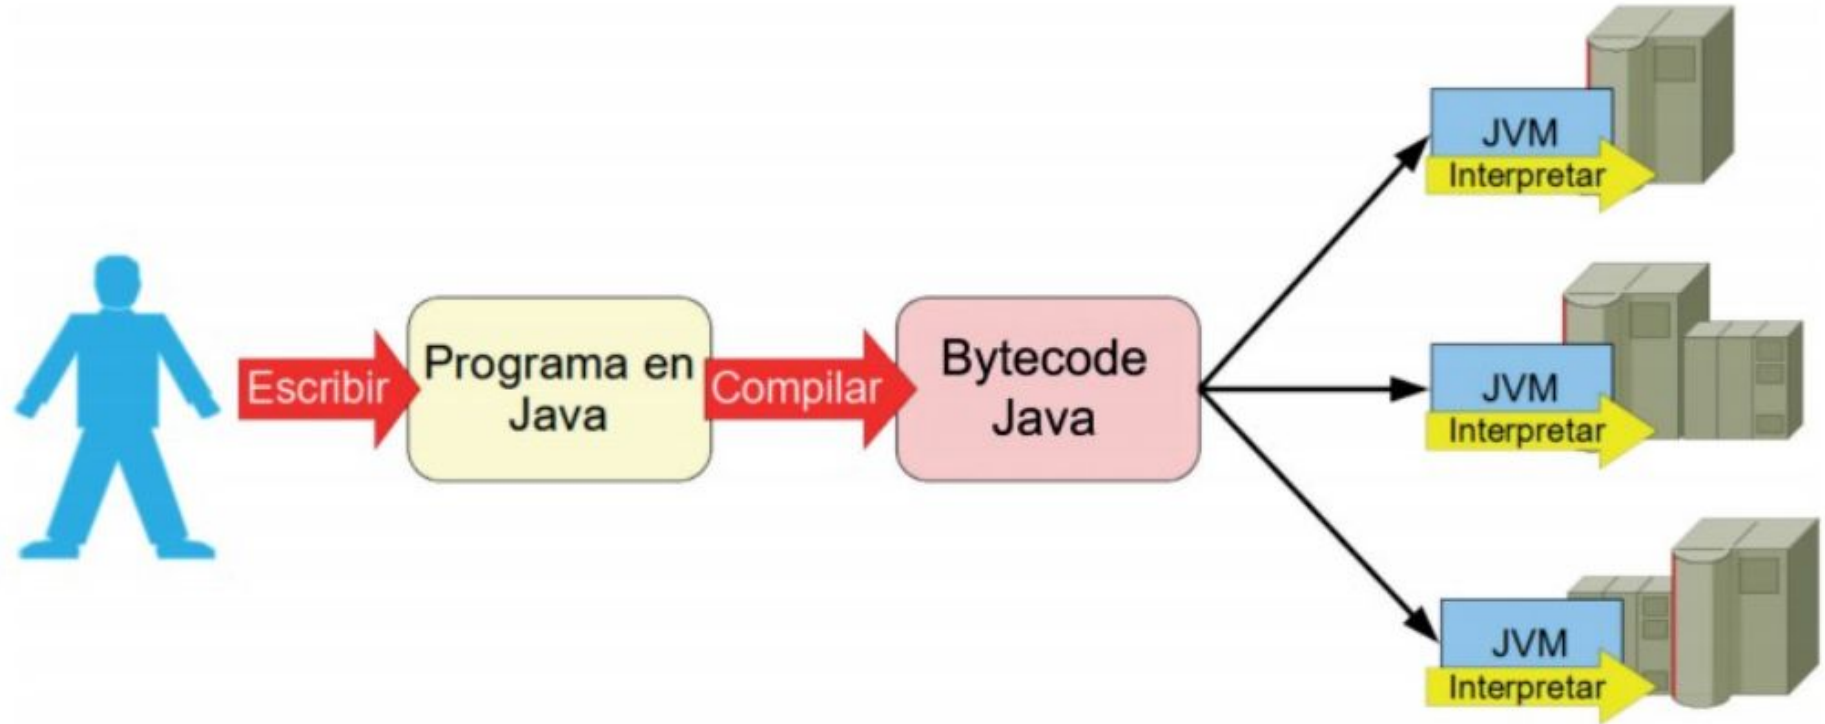 Escribir
Programa en
Java
Compilar
Bytecode
Java
JVM
Interpretar
JVM
Interpretar
JVM
Interpretar